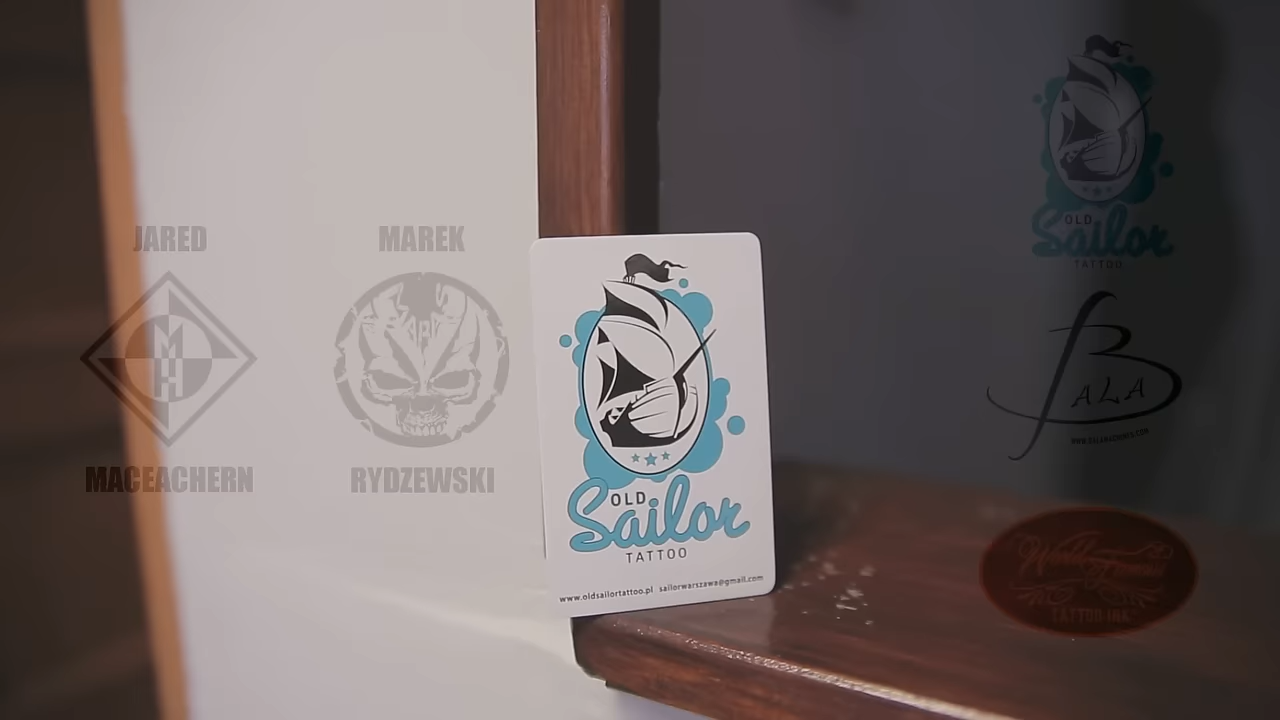 JARED
MH
MACEACHERN
MAREK
RYDZEWSKI
OLD
Sailor
TATTOO
www.oldsailortattoo.pl sailorwarszawa@gmail.com
OLD
Sailor
TATTOO
BALA
TATTOO INK